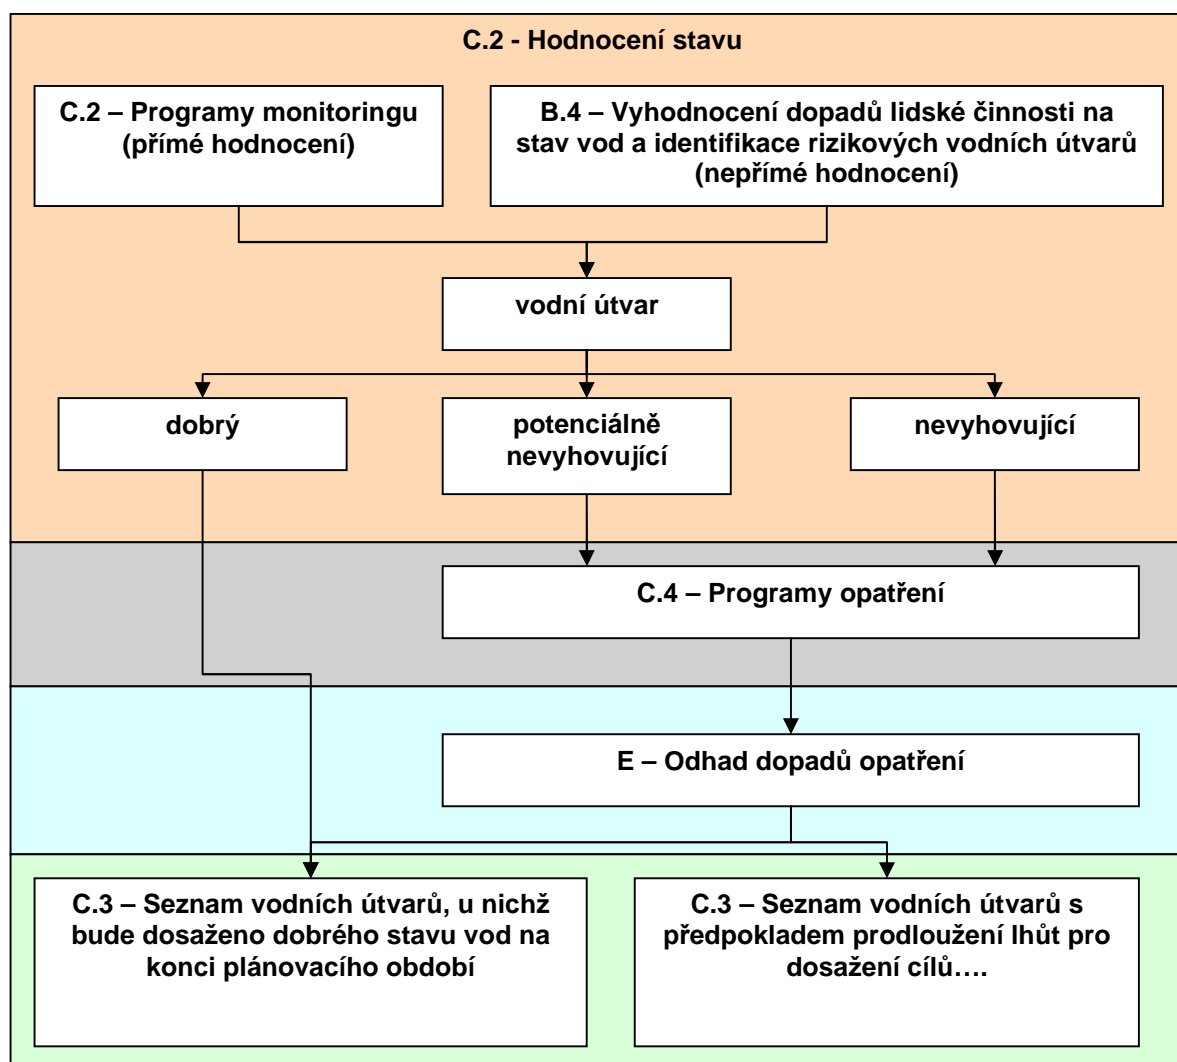 C.2 - Hodnocení stavu
C.2 – Programy monitoringu
(přímé hodnocení)
B.4 – Vyhodnocení dopadů lidské činnosti na
stav vod a identifikace rizikových vodních útvarů
(nepřímé hodnocení)
vodní útvar
dobrý
potenciálně
nevyhovující
nevyhovující
C.4 – Programy opatření
E – Odhad dopadů opatření
C.3 – Seznam vodních útvarů, u nichž
bude dosaženo dobrého stavu vod na
konci plánovacího období
C.3 – Seznam vodních útvarů s
předpokladem prodloužení lhůt pro
dosažení cílů….